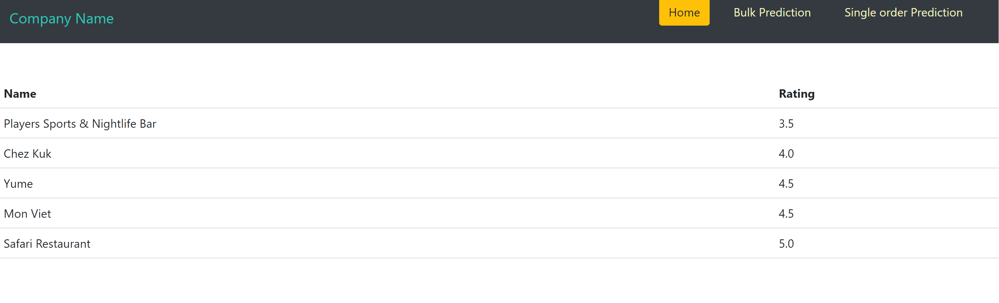 Company Name
Home Bulk Prediction Single order Prediction
Name Rating
Players Sports & Nightlife Bar 3.5
Chez Kuk 4.0
Yume 4.5
Mon Viet 4.5
Safari Restaurant 5.0